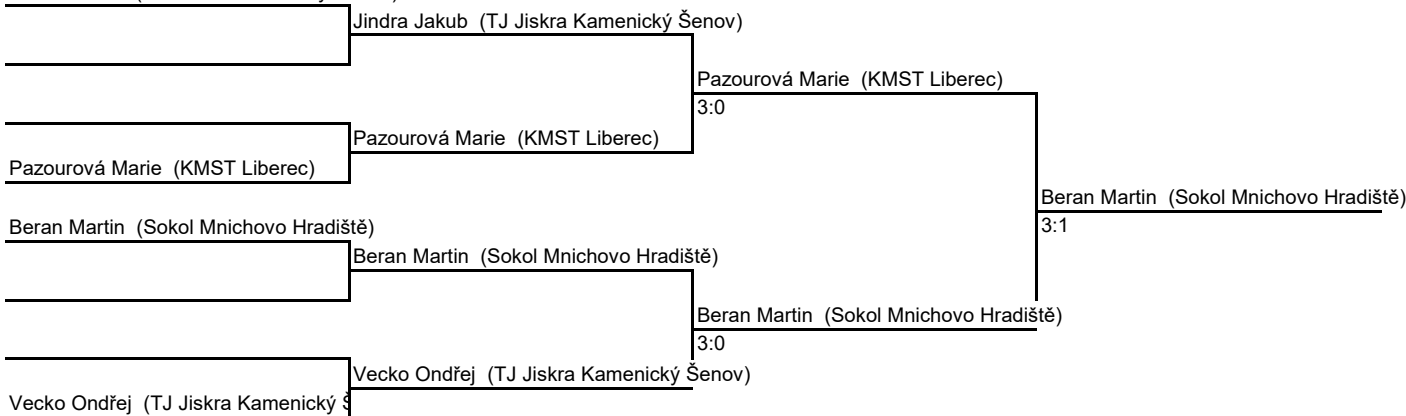 Jindra Jakub (TJ Jiskra Kamenický Šenov)
Pazourová Marie (KMST Liberec)
3:0
Pazourová Marie (KMST Liberec)
Pazourová Marie (KMST Liberec)
Beran Martin (Sokol Mnichovo Hradiště)
3:1
Beran Martin (Sokol Mnichovo Hradiště)
Beran Martin (Sokol Mnichovo Hradiště)
Beran Martin (Sokol Mnichovo Hradiště)
3:0
Vecko Ondřej (TJ Jiskra Kamenický Šenov)
Vecko Ondřej (TJ Jiskra Kamenický